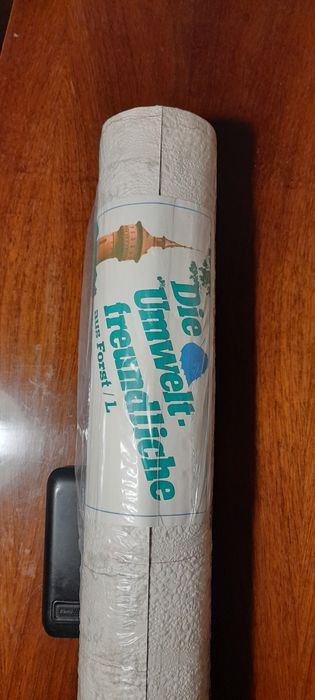 Die
Umwelt-
freundliche
aus Forst / L